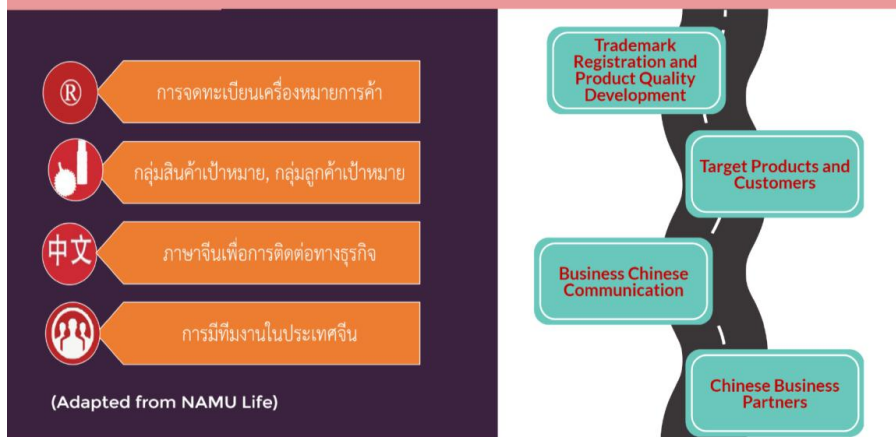 ®
การจดทะเบียนเครื่องหมายการค้า
กลุ่มสินค้าเป้าหมาย, กลุ่มลูกค้าเป้าหมาย
中文
ภาษาจีนเพื่อการติดต่อทางธุรกิจ
การมีทีมงานในประเทศจีน
(Adapted from NAMU Life)
Trademark
Registration and
Product Quality
Development
Target Products and
Customers
Business Chinese
Communication
Chinese Business
Partners